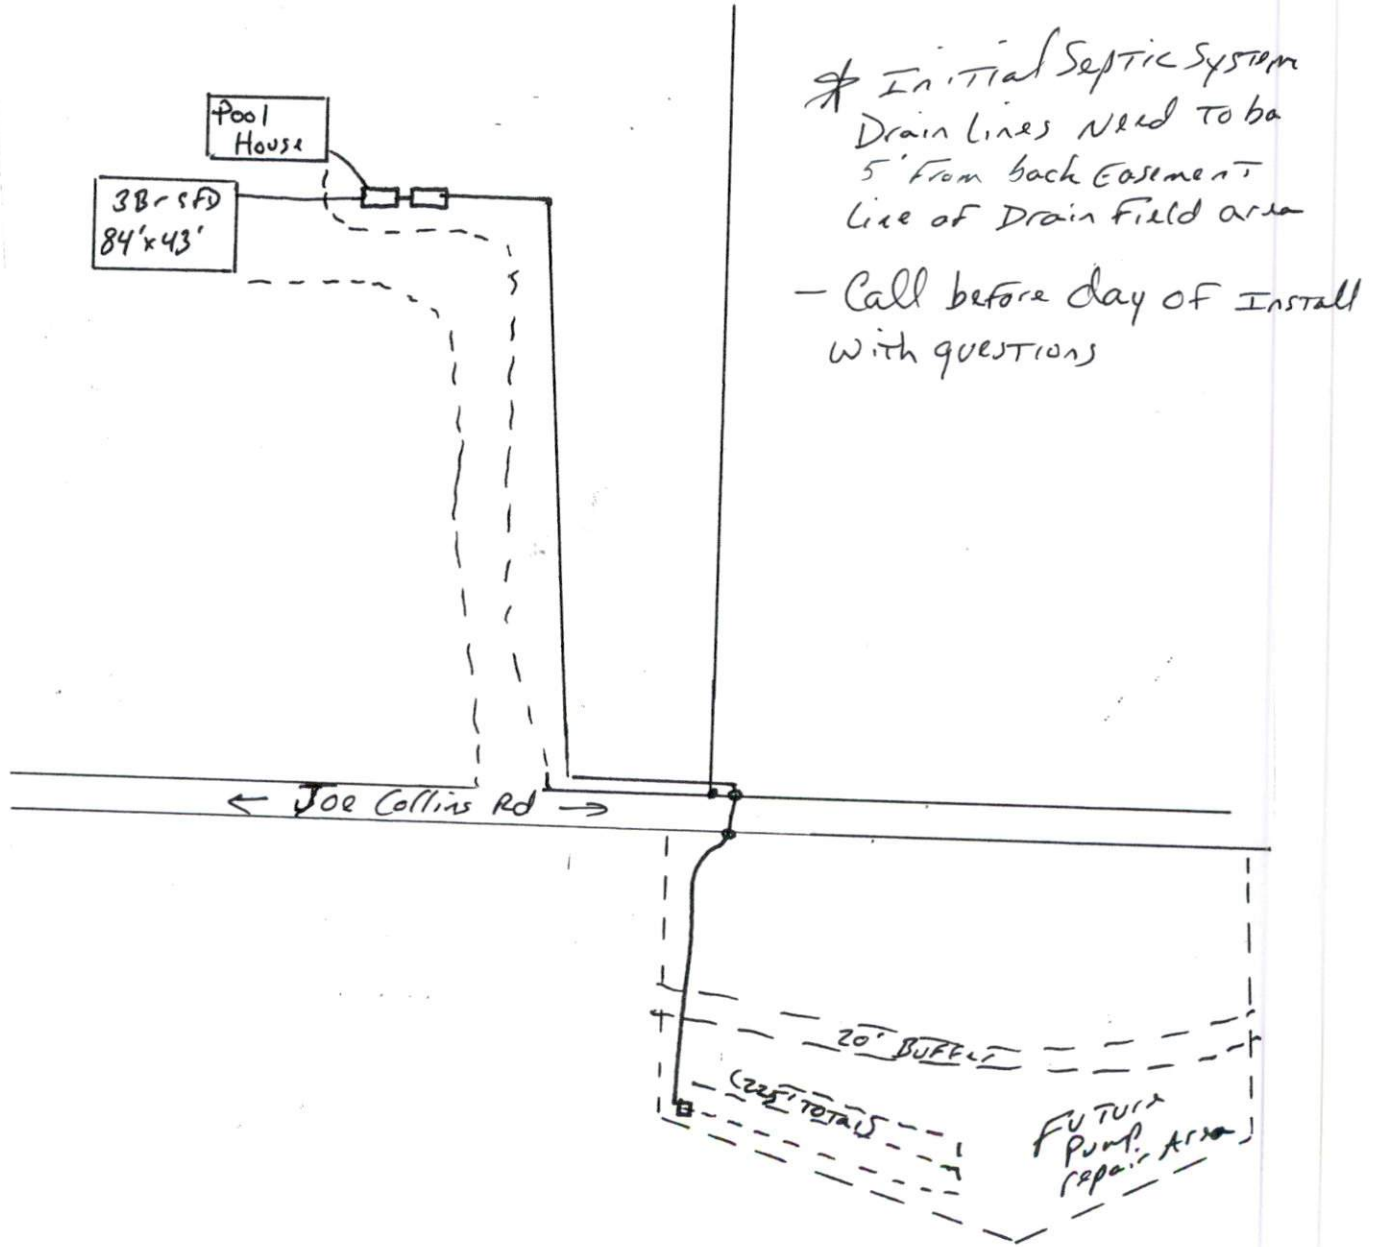 Pool
House
3Br SFD
84'x43'
* Initial Septic System
Drain Lines Need To be
5' From back Easement
Line of Drain Field area
- Call before day of Install
with questions
← Joe Collins Rd →
20' Buffer
(225' Total)
Future
Pump
repair Area